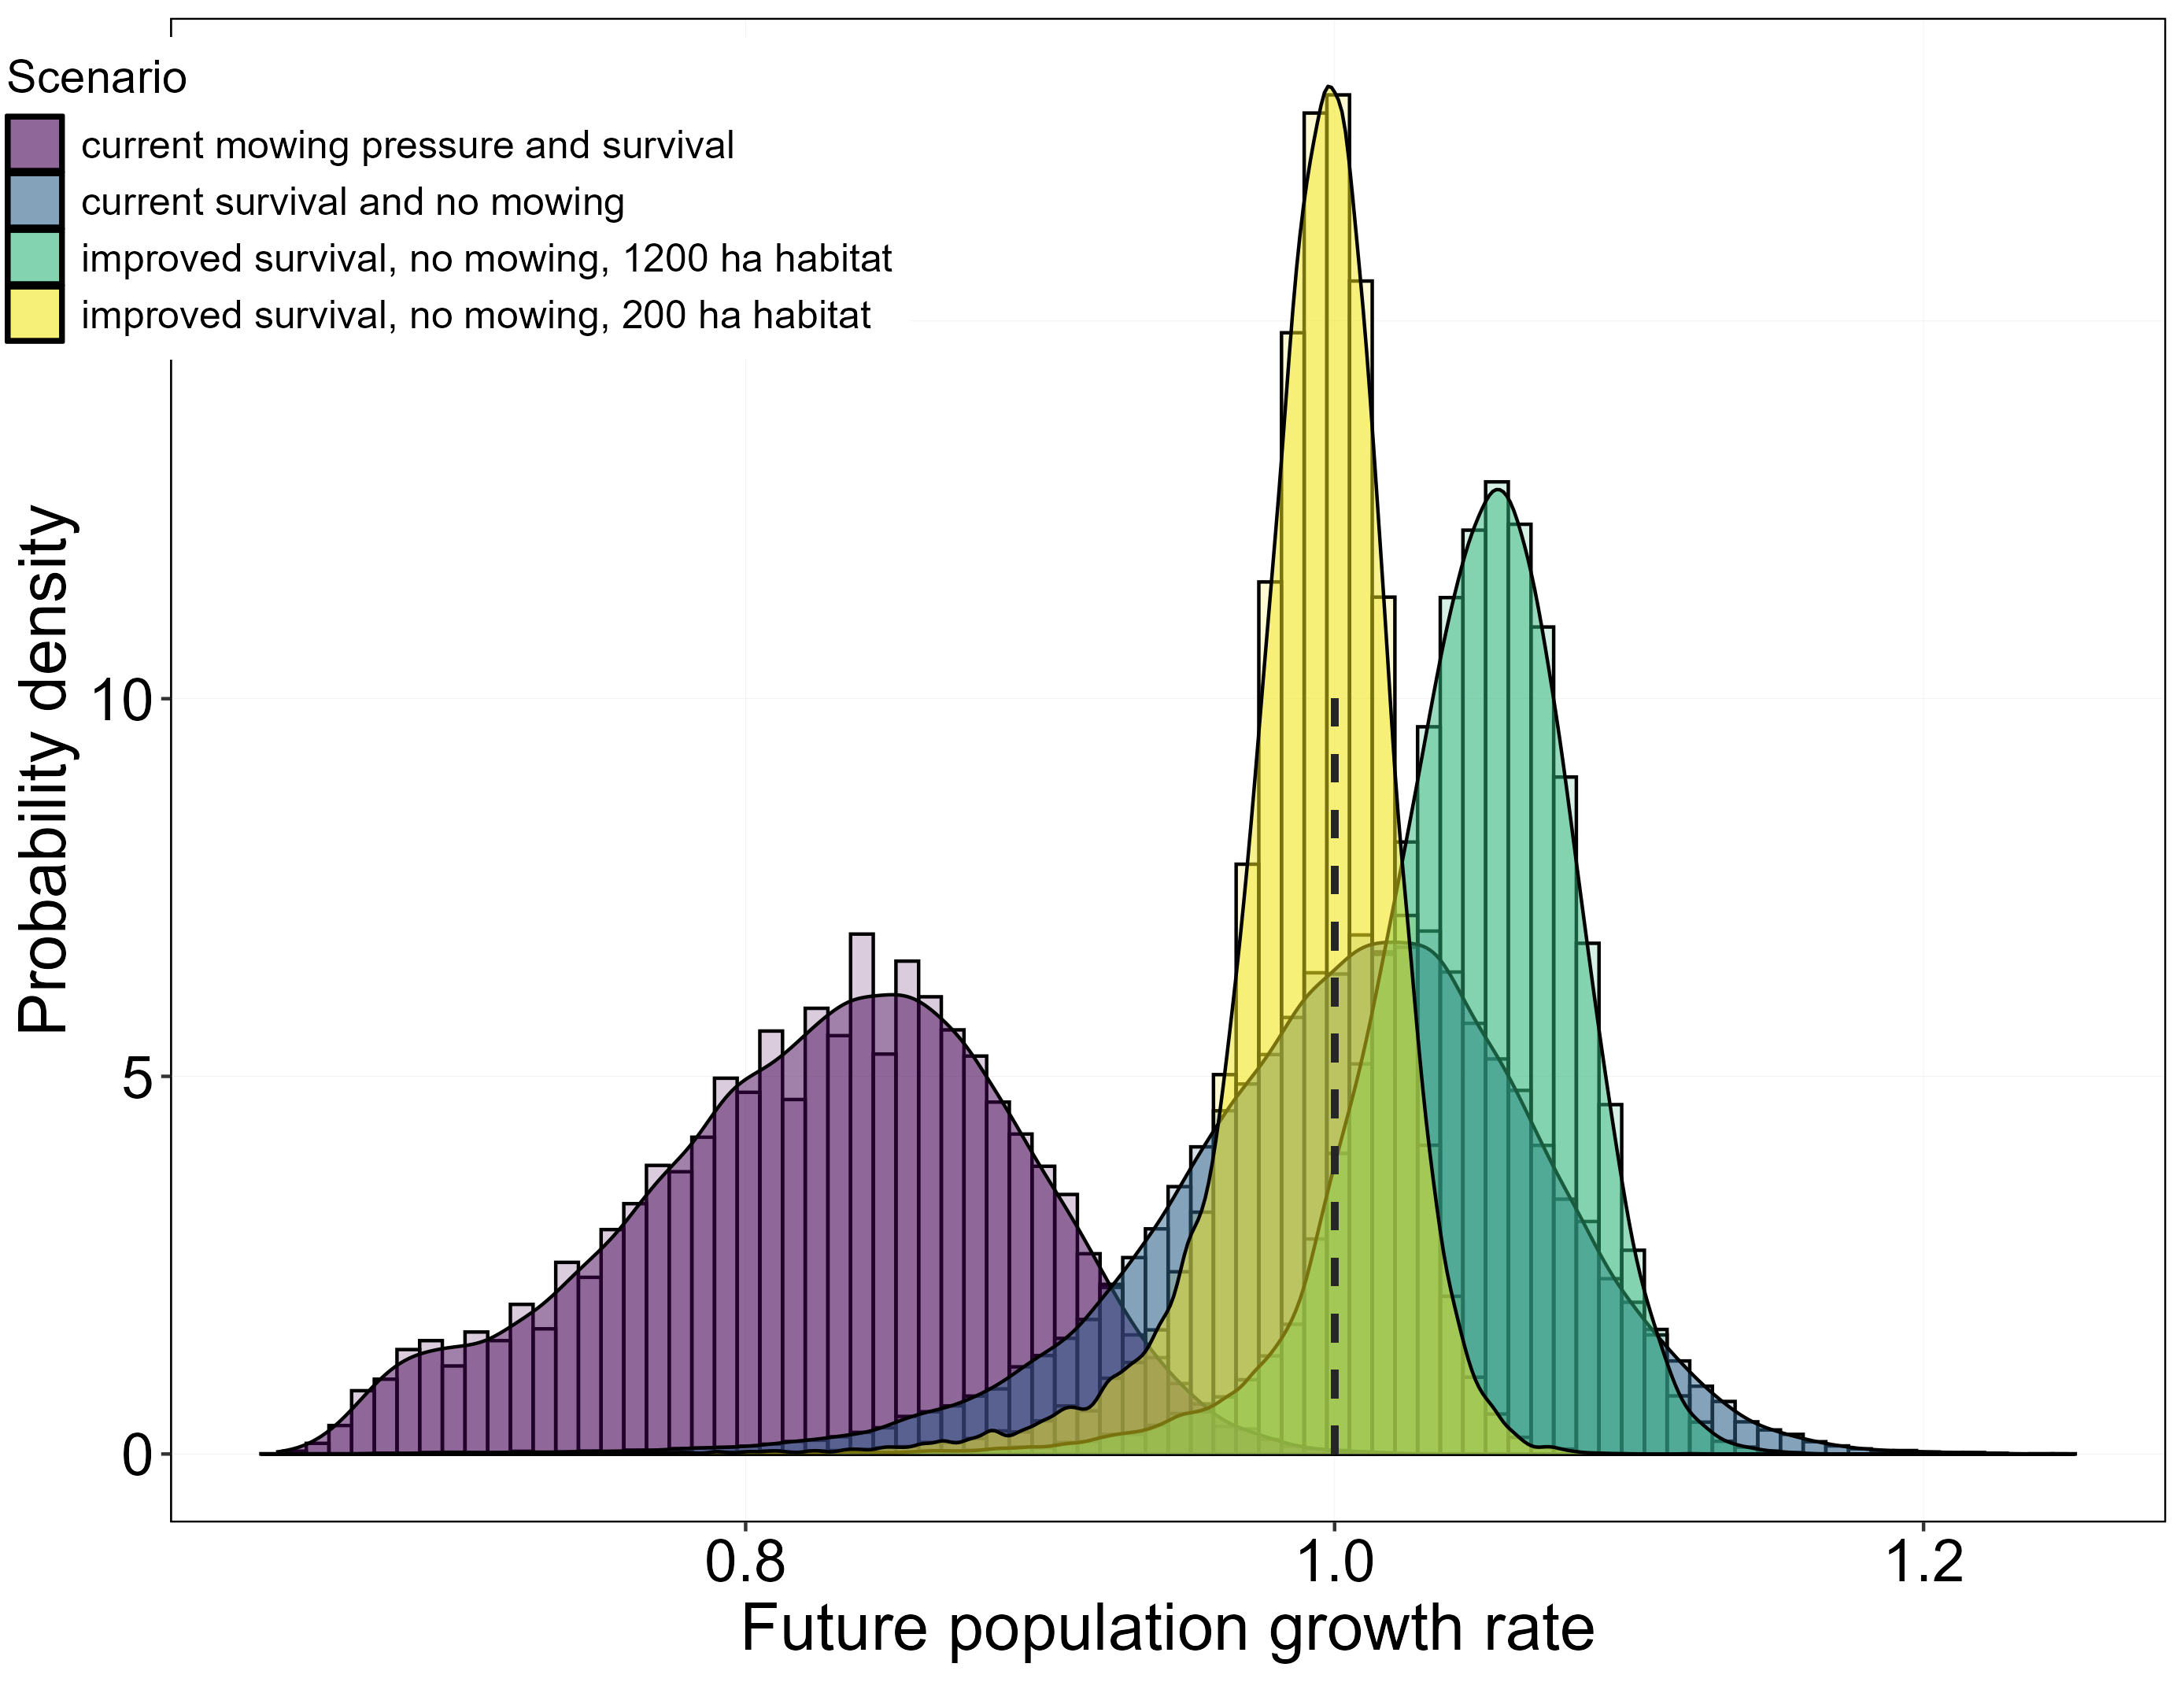 Scenario
current mowing pressure and survival
current survival and no mowing
improved survival, no mowing, 1200 ha habitat
improved survival, no mowing, 200 ha habitat
Probability density
10
5
0
0.8
1.0
1.2
Future population growth rate